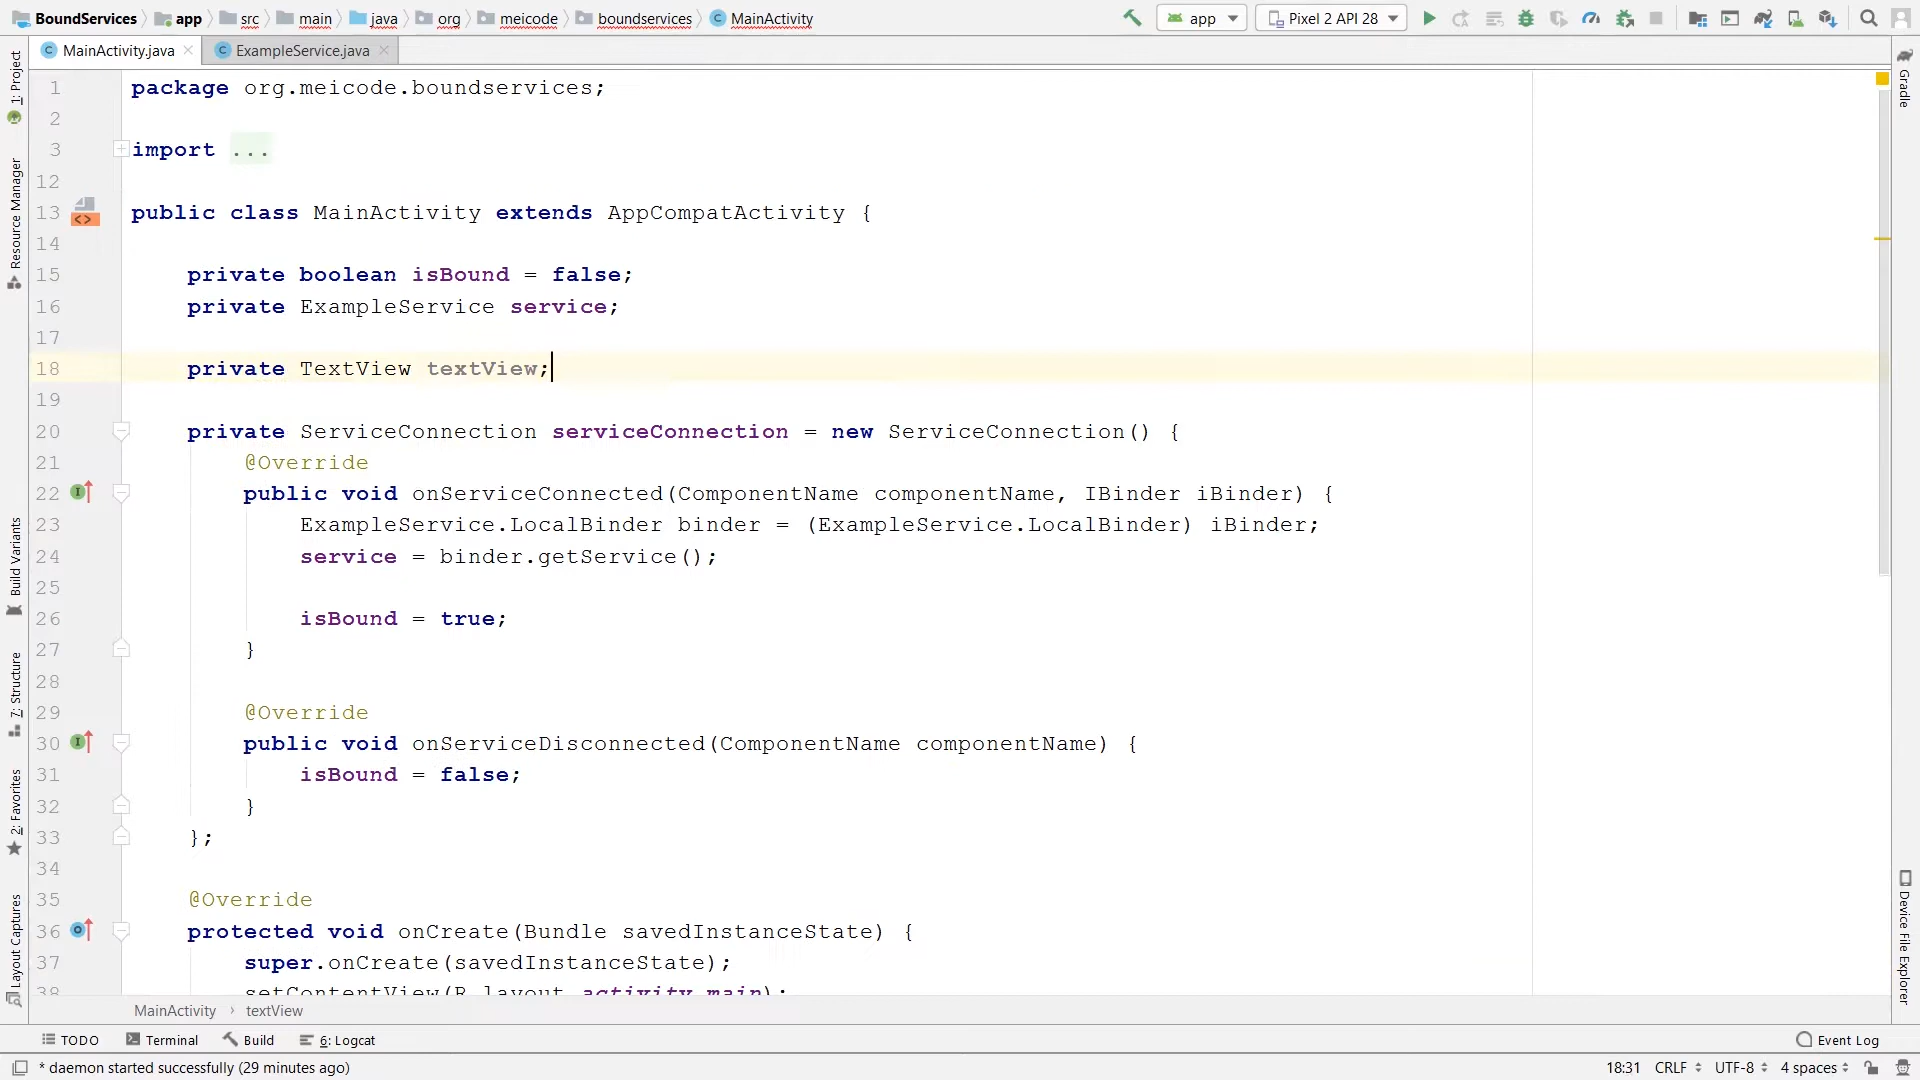 BoundServices app src main java org meicode boundservices MainActivity app Pixel 2 API 28
MainActivity.java ExampleService.java
1: Project
Resource Manager
Build Variants
7: Structure
2: Favorites
Layout Captures
1 package org.meicode.boundservices;
2
3 import ...
12
13 public class MainActivity extends AppCompatActivity {
14
15 private boolean isBound = false;
16 private ExampleService service;
17
18 private TextView textView;
19
20 private ServiceConnection serviceConnection = new ServiceConnection() {
21 @Override
22 public void onServiceConnected(ComponentName componentName, IBinder iBinder) {
23 ExampleService.LocalBinder binder = (ExampleService.LocalBinder) iBinder;
24 service = binder.getService();
25
26 isBound = true;
27 }
28
29 @Override
30 public void onServiceDisconnected(ComponentName componentName) {
31 isBound = false;
32 }
33 };
34
35 @Override
36 protected void onCreate(Bundle savedInstanceState) {
37 super.onCreate(savedInstanceState);
38 setContentView(R.layout.activity_main);
Gradle
Device File Explorer
MainActivity › textView
TODO Terminal Build 6: Logcat Event Log
* daemon started successfully (29 minutes ago) 18:31 CRLF UTF-8 4 spaces